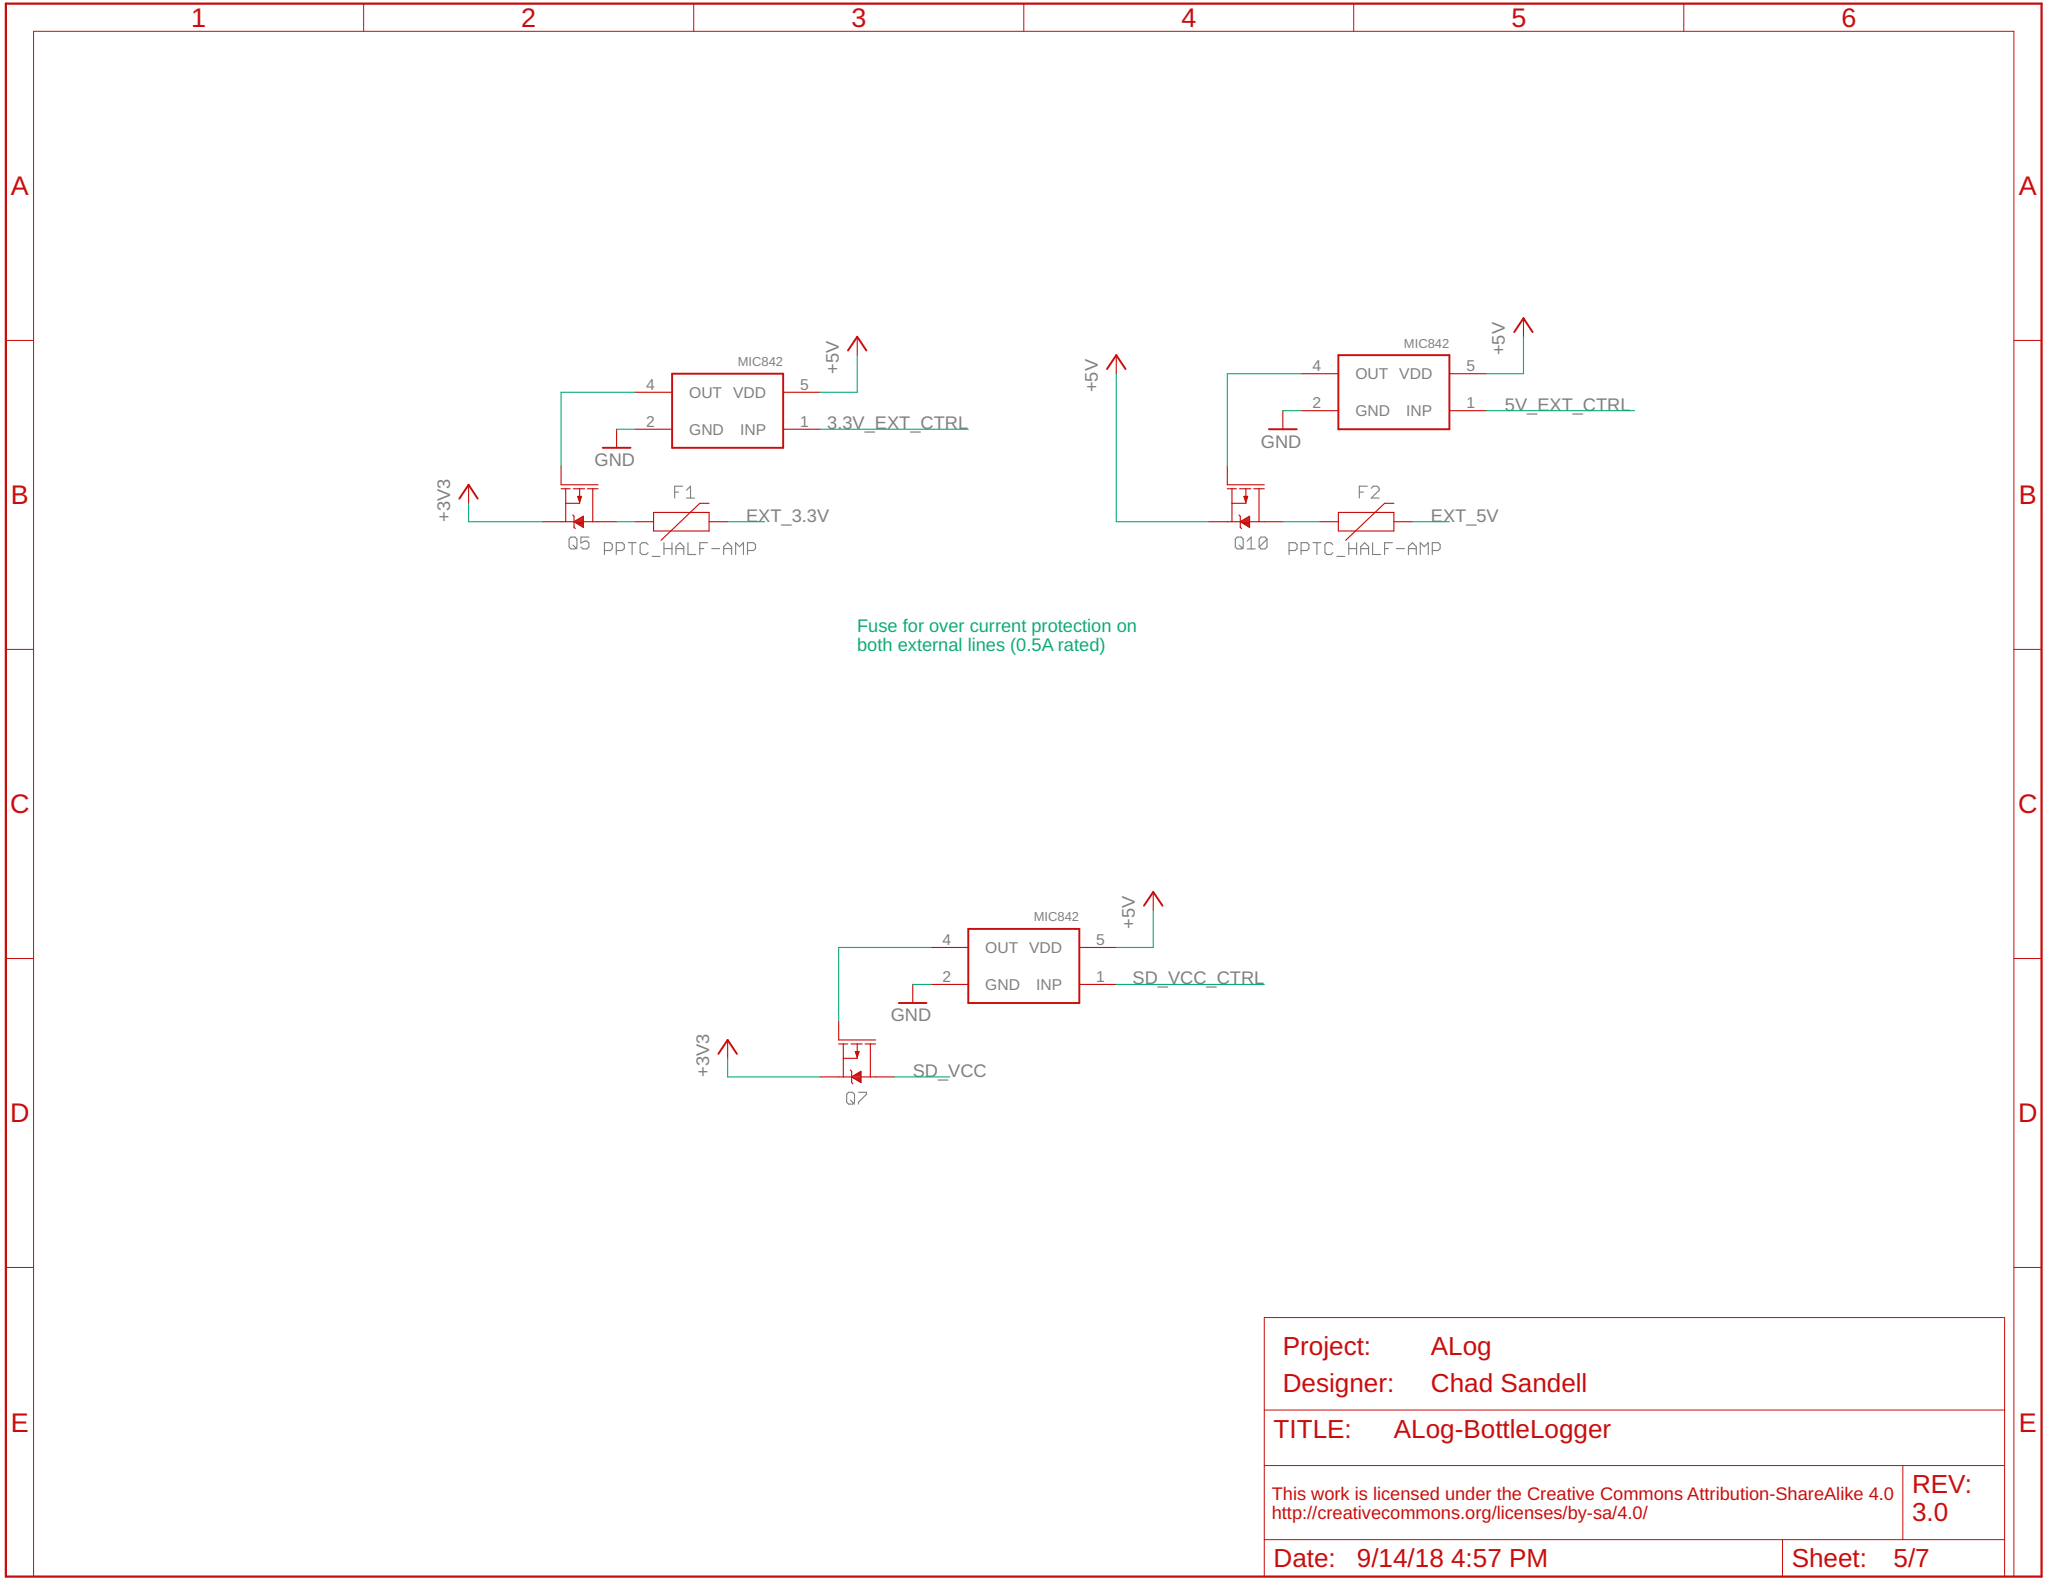 1 2 3 4 5 6
A A
+5V
MIC842
4 OUT VDD 5
2 GND INP 1 3.3V_EXT_CTRL
GND
+3V3
F1
EXT_3.3V
Q5 PPTC_HALF-AMP
+5V
+5V
MIC842
4 OUT VDD 5
2 GND INP 1 5V_EXT_CTRL
GND
F2
EXT_5V
Q10 PPTC_HALF-AMP
B B
Fuse for over current protection on
both external lines (0.5A rated)
C C
+5V
MIC842
4 OUT VDD 5
2 GND INP 1 SD_VCC_CTRL
GND
+3V3
SD_VCC
Q7
D D
E E
Project: ALog
Designer: Chad Sandell
TITLE: ALog-BottleLogger
This work is licensed under the Creative Commons Attribution-ShareAlike 4.0
http://creativecommons.org/licenses/by-sa/4.0/
REV:
3.0
Date: 9/14/18 4:57 PM
Sheet: 5/7